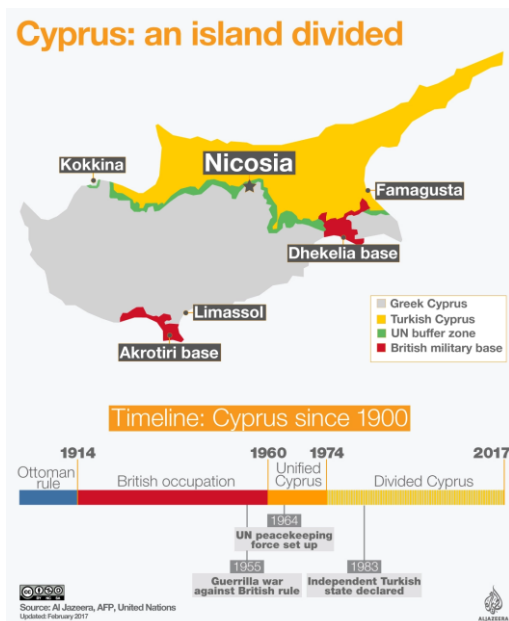 Cyprus: an island divided
Kokkina
Nicosia
Famagusta
Dhekelia base
Limassol
Akrotiri base
Greek Cyprus
Turkish Cyprus
UN buffer zone
British military base
Timeline: Cyprus since 1900
1914 1960 1974 2017
Ottoman
rule
British occupation
Unified
Cyprus
Divided Cyprus
1964
UN peacekeeping
force set up
1955
Guerrilla war
against British rule
1983
Independent Turkish
state declared
Source: Al Jazeera, AFP, United Nations
Updated: February 2017
ALJAZEERA